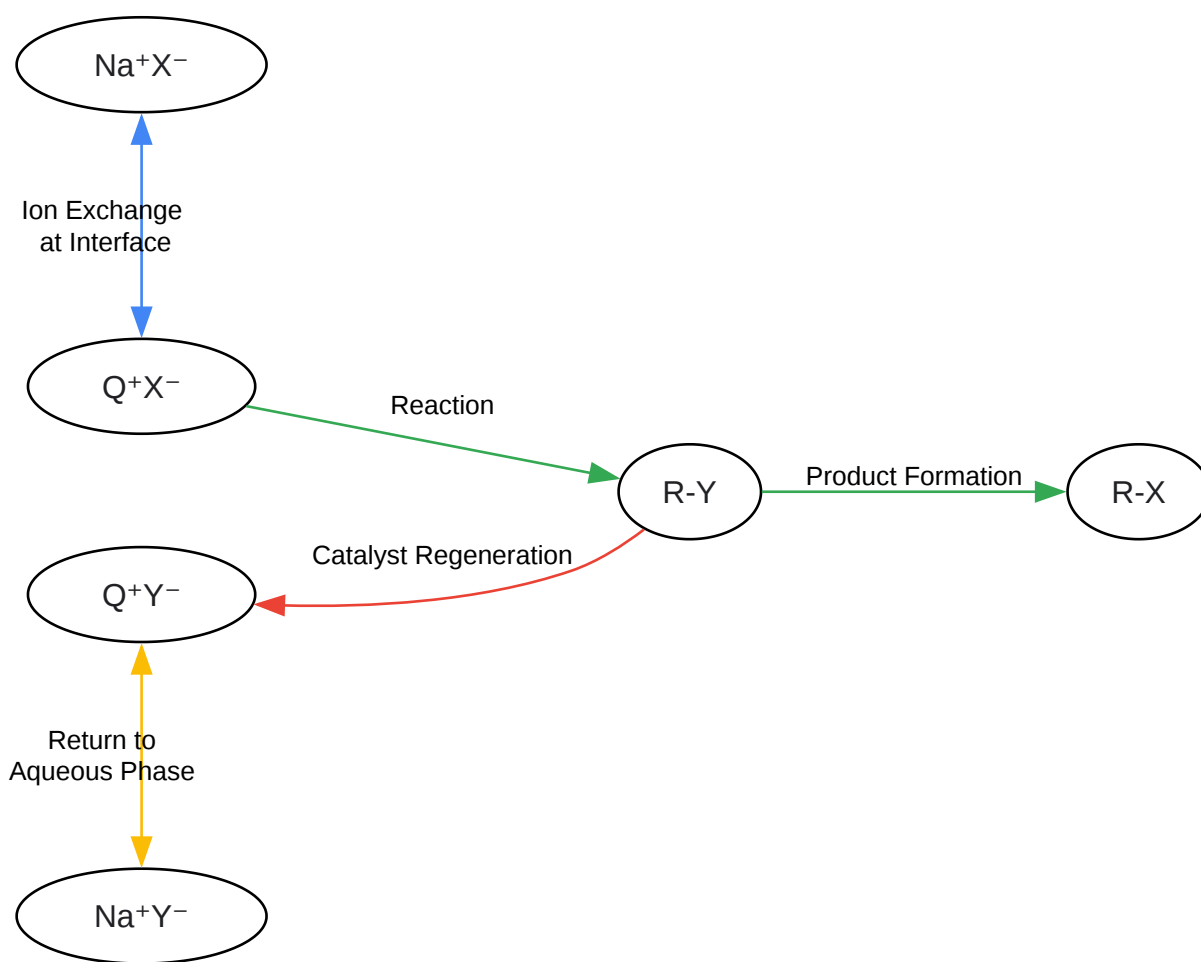 Na⁺X⁻
Ion Exchange
at Interface
Q⁺X⁻
Reaction
R-Y
Product Formation
R-X
Catalyst Regeneration
Q⁺Y⁻
Return to
Aqueous Phase
Na⁺Y⁻